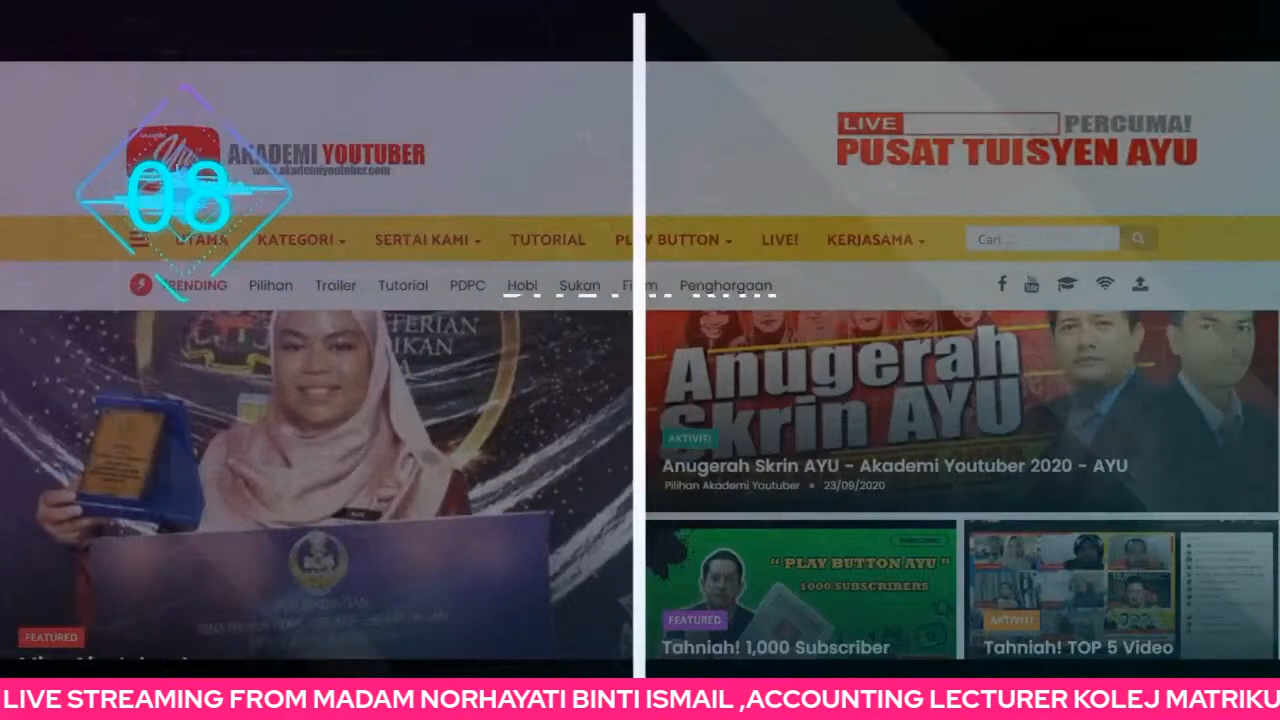 AKADEMI YOUTUBER
www.akademiyoutuber.com
08
LIVE
PERCUMA!
PUSAT TUISYEN AYU
UTAMA KATEGORI SERTAI KAMI TUTORIAL PLAY BUTTON LIVE! KERJASAMA Cari ...
TRENDING Pilihan Trailer Tutorial PDPC Hobi Sukan Filem Penghargaan
TERIAN
IKAN
A
FEATURED
Anugerah
Skrin AYU
AKTIVITI
Anugerah Skrin AYU - Akademi Youtuber 2020 - AYU
Pilihan Akademi Youtuber 23/09/2020
“ PLAY BUTTON AYU ”
1000 SUBSCRIBERS
FEATURED
Tahniah! 1,000 Subscriber
AKTIVITI
Tahniah! TOP 5 Video
LIVE STREAMING FROM MADAM NORHAYATI BINTI ISMAIL ,ACCOUNTING LECTURER KOLEJ MATRIKU